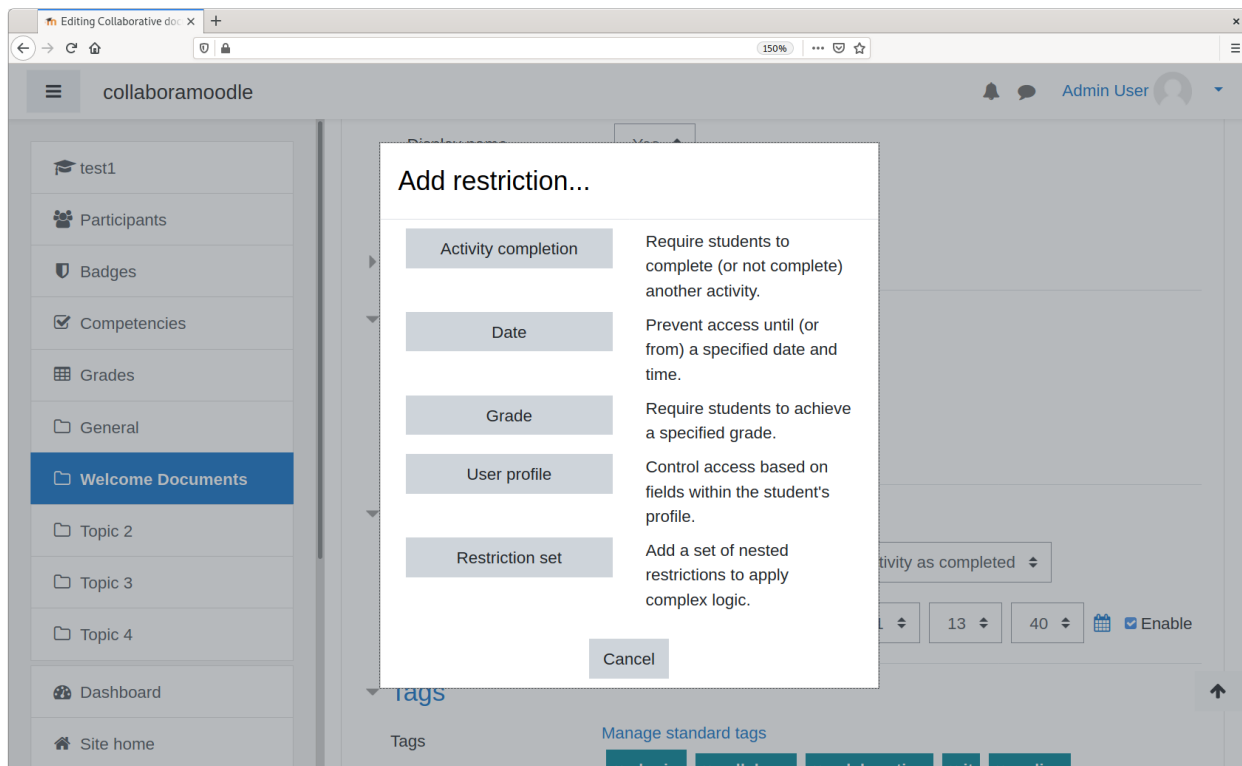 Editing Collaborative doc
150%
collaboramoodle
Admin User
test1
Participants
Badges
Competencies
Grades
General
Welcome Documents
Topic 2
Topic 3
Topic 4
Dashboard
Site home
Display name
Yes
Add restriction...
Activity completion
Require students to
complete (or not complete)
another activity.
Date
Prevent access until (or
from) a specified date and
time.
Grade
Require students to achieve
a specified grade.
User profile
Control access based on
fields within the student's
profile.
Restriction set
Add a set of nested
restrictions to apply
complex logic.
Cancel
as completed
13
40
Enable
Tags
Tags
Manage standard tags